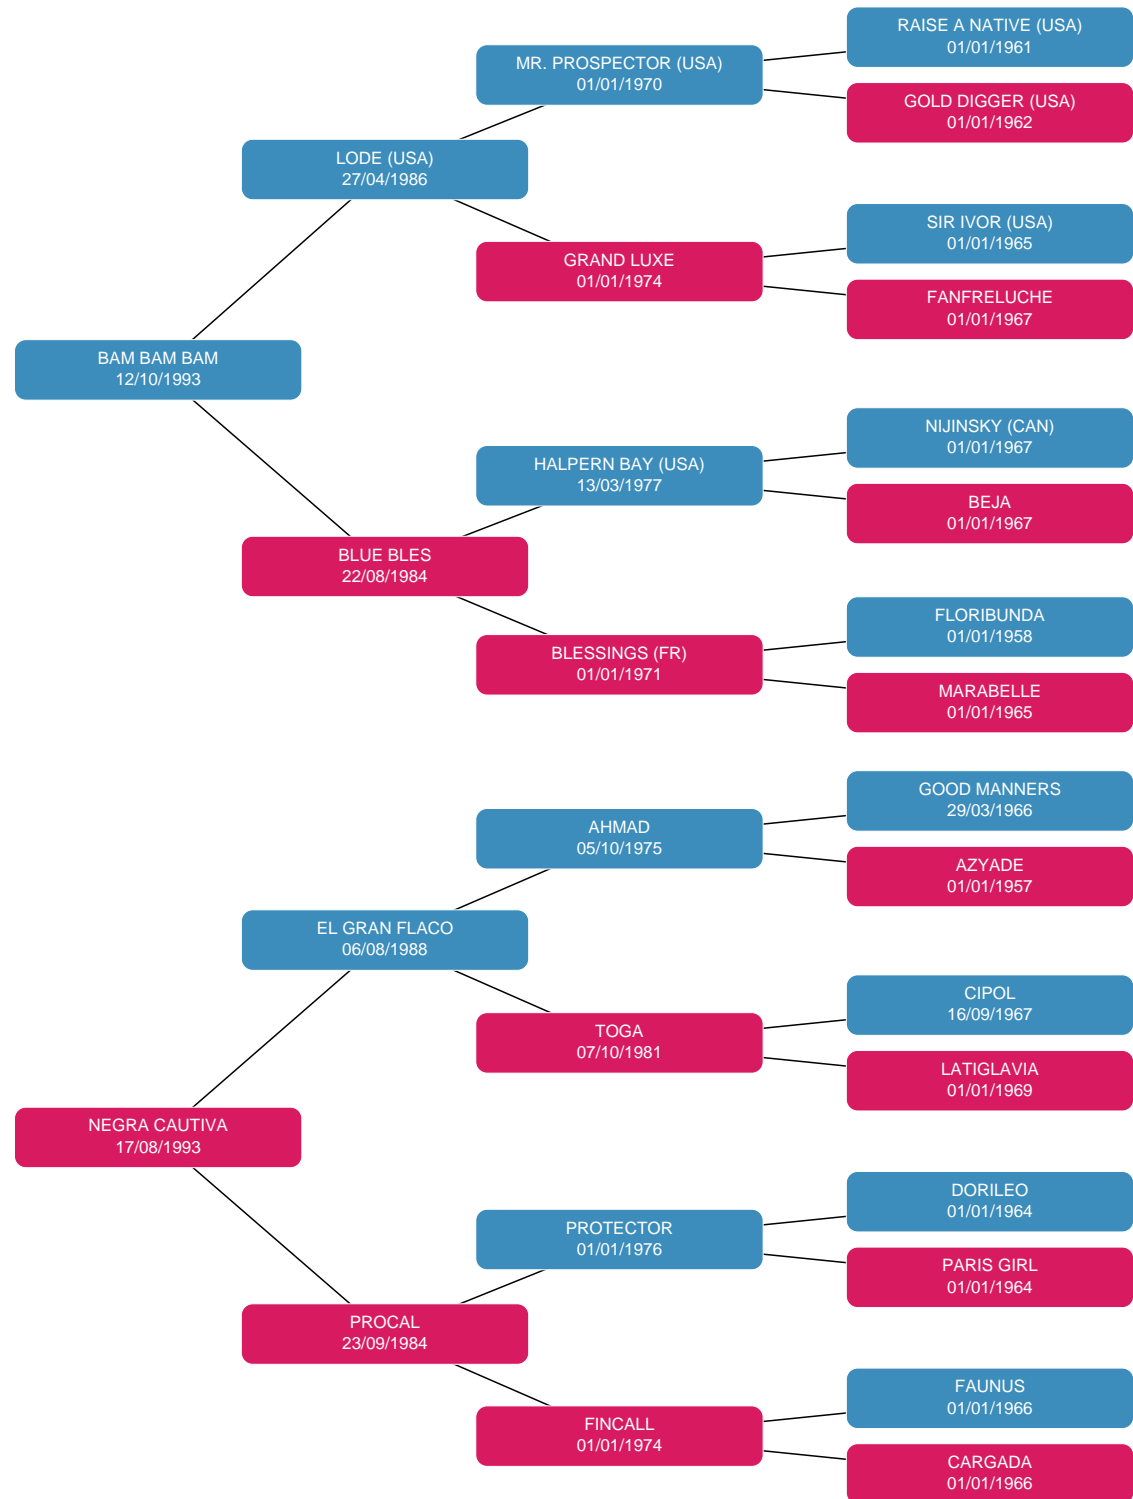 RAISE A NATIVE (USA)
01/01/1961
MR. PROSPECTOR (USA)
01/01/1970
GOLD DIGGER (USA)
01/01/1962
LODE (USA)
27/04/1986
SIR IVOR (USA)
01/01/1965
GRAND LUXE
01/01/1974
FANFRELUCHE
01/01/1967
BAM BAM BAM
12/10/1993
NIJINSKY (CAN)
01/01/1967
HALPERN BAY (USA)
13/03/1977
BEJA
01/01/1967
BLUE BLES
22/08/1984
FLORIBUNDA
01/01/1958
BLESSINGS (FR)
01/01/1971
MARABELLE
01/01/1965
GOOD MANNERS
29/03/1966
AHMAD
05/10/1975
AZYADE
01/01/1957
EL GRAN FLACO
06/08/1988
CIPOL
16/09/1967
TOGA
07/10/1981
LATIGLAVIA
01/01/1969
NEGRA CAUTIVA
17/08/1993
DORILEO
01/01/1964
PROTECTOR
01/01/1976
PARIS GIRL
01/01/1964
PROCAL
23/09/1984
FAUNUS
01/01/1966
FINCALL
01/01/1974
CARGADA
01/01/1966